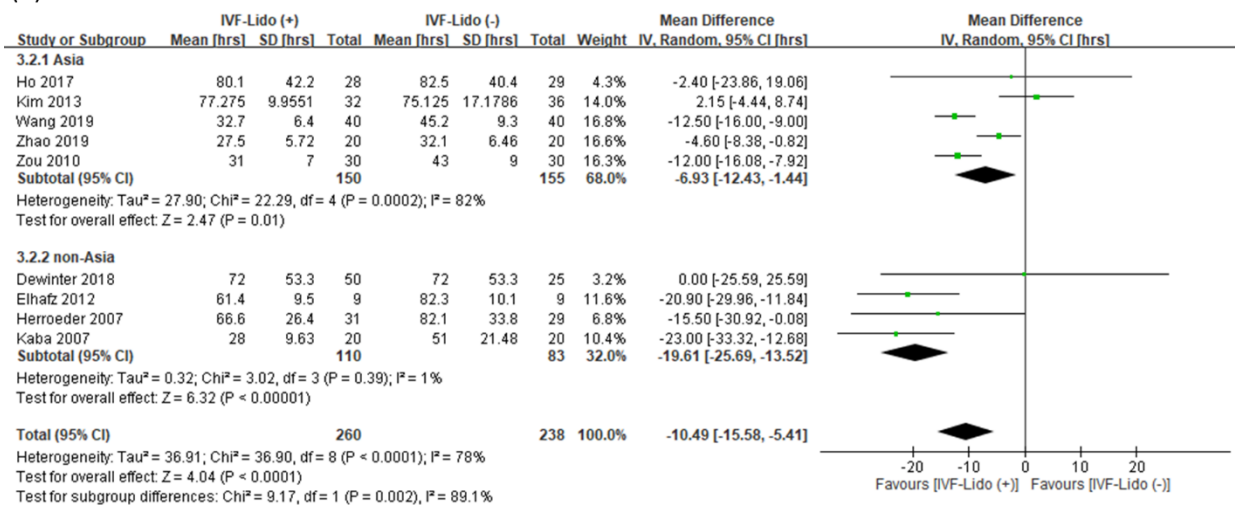 IVF-Lido (+) IVF-Lido (-) Mean Difference Mean Difference
Study or Subgroup Mean [hrs] SD [hrs] Total Mean [hrs] SD [hrs] Total Weight IV, Random, 95% CI [hrs] IV, Random, 95% CI [hrs]
3.2.1 Asia
Ho 2017 80.1 42.2 28 82.5 40.4 29 4.3% -2.40 [-23.86, 19.06]
Kim 2013 77.275 9.9551 32 75.125 17.1786 36 14.0% 2.15 [-4.44, 8.74]
Wang 2019 32.7 6.4 40 45.2 9.3 40 16.8% -12.50 [-16.00, -9.00]
Zhao 2019 27.5 5.72 20 32.1 6.46 20 16.6% -4.60 [-8.38, -0.82]
Zou 2010 31 7 30 43 9 30 16.3% -12.00 [-16.08, -7.92]
Subtotal (95% CI) 150 155 68.0% -6.93 [-12.43, -1.44]
Heterogeneity: Tau² = 27.90; Chi² = 22.29, df = 4 (P = 0.0002); I² = 82%
Test for overall effect: Z = 2.47 (P = 0.01)
3.2.2 non-Asia
Dewinter 2018 72 53.3 50 72 53.3 25 3.2% 0.00 [-25.59, 25.59]
Elhafz 2012 61.4 9.5 9 82.3 10.1 9 11.6% -20.90 [-29.96, -11.84]
Herroeder 2007 66.6 26.4 31 82.1 33.8 29 6.8% -15.50 [-30.92, -0.08]
Kaba 2007 28 9.63 20 51 21.48 20 10.4% -23.00 [-33.32, -12.68]
Subtotal (95% CI) 110 83 32.0% -19.61 [-25.69, -13.52]
Heterogeneity: Tau² = 0.32; Chi² = 3.02, df = 3 (P = 0.39); I² = 1%
Test for overall effect: Z = 6.32 (P < 0.00001)
Total (95% CI) 260 238 100.0% -10.49 [-15.58, -5.41]
Heterogeneity: Tau² = 36.91; Chi² = 36.90, df = 8 (P < 0.0001); I² = 78%
Test for overall effect: Z = 4.04 (P < 0.0001)
Test for subgroup differences: Chi² = 9.17, df = 1 (P = 0.002), I² = 89.1%
-20 -10 0 10 20
Favours [IVF-Lido (+)] Favours [IVF-Lido (-)]